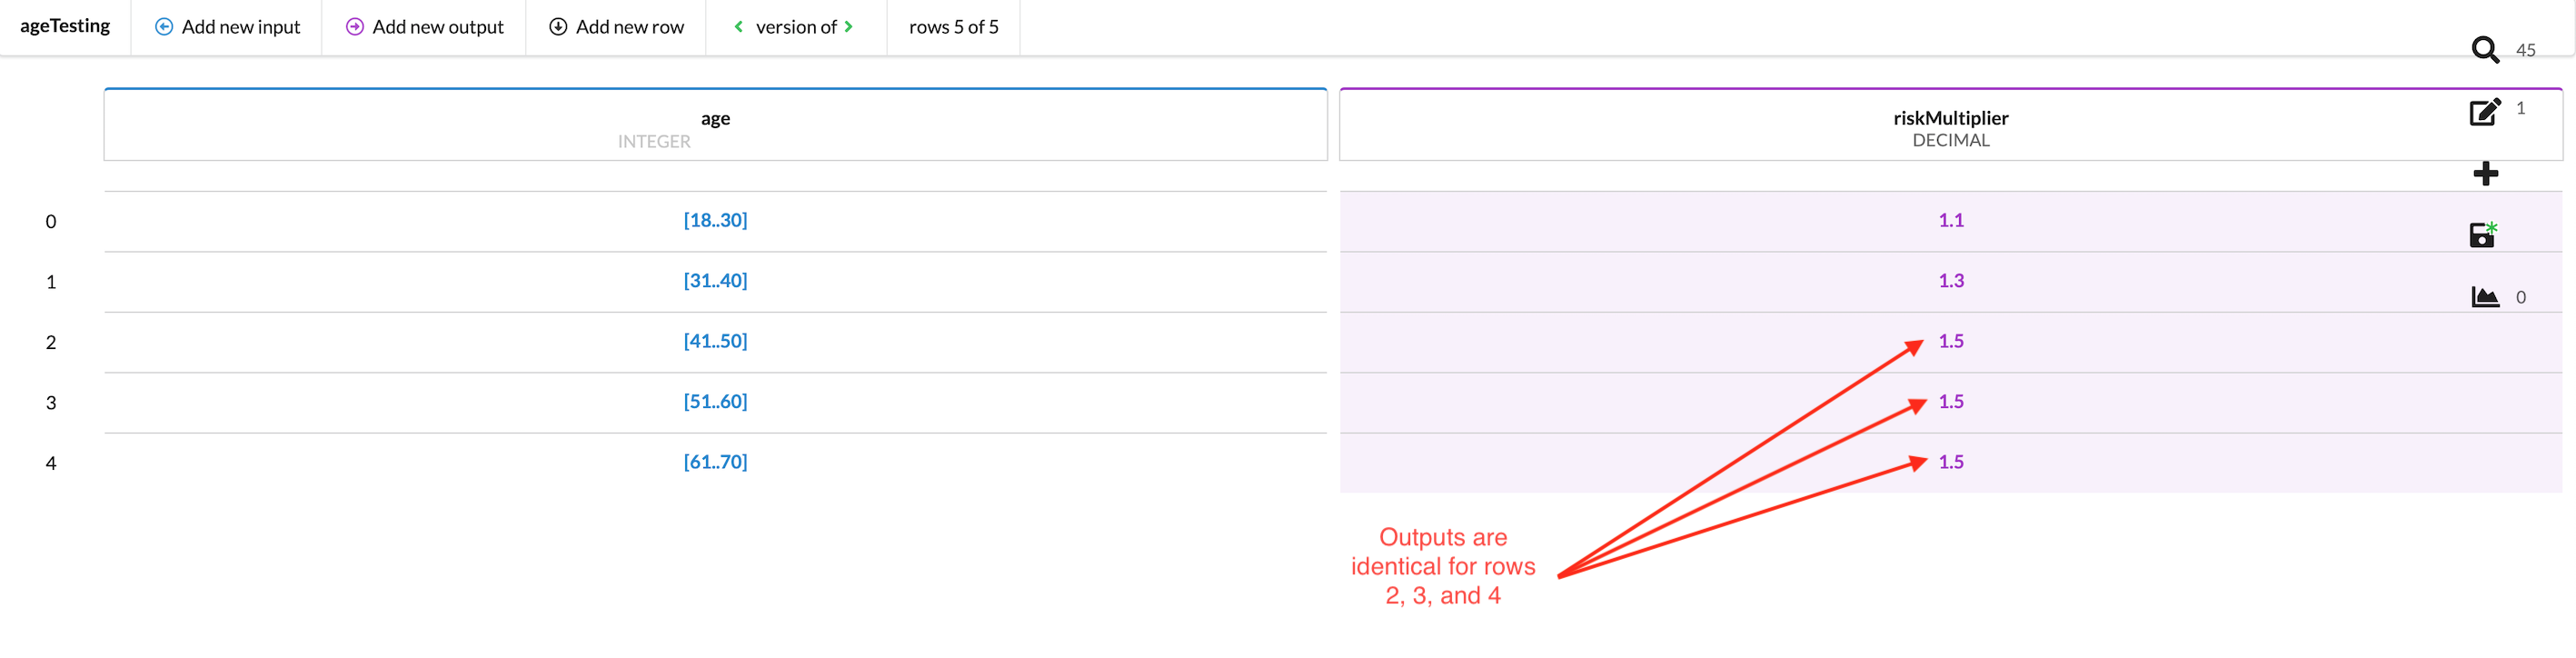 ageTesting Add new input Add new output Add new row version of rows 5 of 5
45
1
age riskMultiplier
INTEGER DECIMAL
0 [18..30] 1.1
1 [31..40] 1.3
0
2 [41..50] 1.5
3 [51..60] 1.5
4 [61..70] 1.5
Outputs are
identical for rows
2, 3, and 4